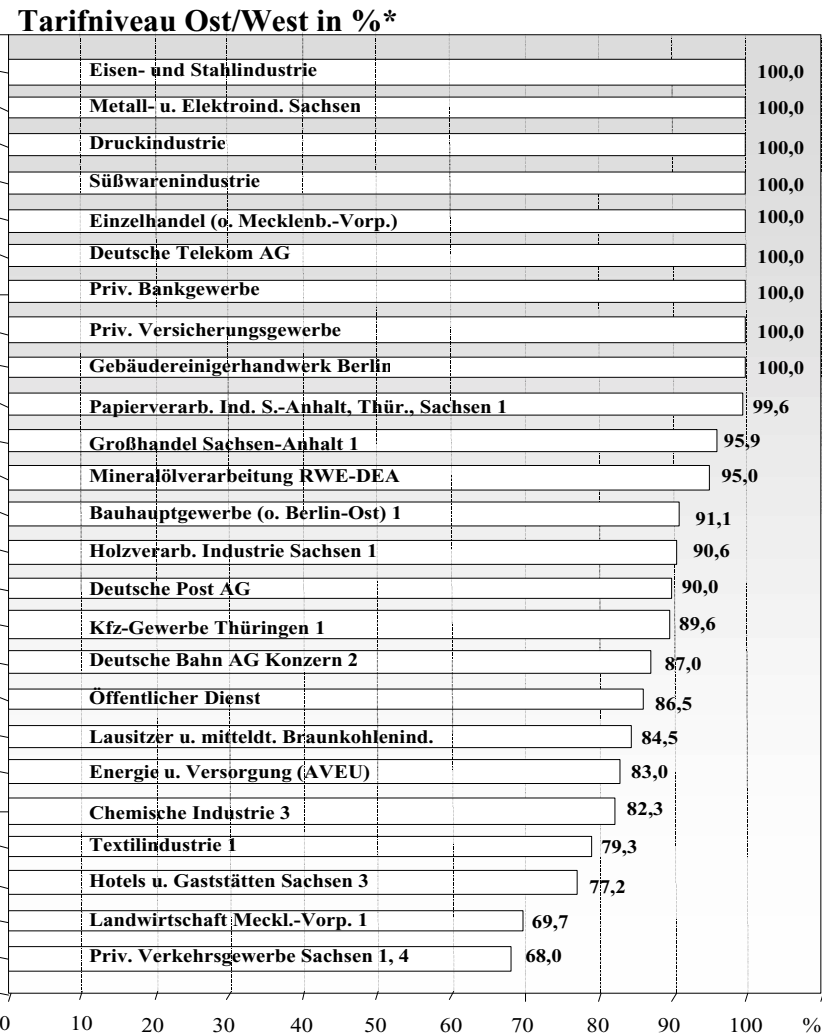 Tarifniveau Ost/West in %*
Eisen- und Stahlindustrie 100,0
Metall- u. Elektroind. Sachsen 100,0
Druckindustrie 100,0
Süßwarenindustrie 100,0
Einzelhandel (o. Mecklenb.-Vorp.) 100,0
Deutsche Telekom AG 100,0
Priv. Bankgewerbe 100,0
Priv. Versicherungsgewerbe 100,0
Gebäudereinigerhandwerk Berlin 100,0
Papierverarb. Ind. S.-Anhalt, Thür., Sachsen 1 99,6
Großhandel Sachsen-Anhalt 1 95,9
Mineralölverarbeitung RWE-DEA 95,0
Bauhauptgewerbe (o. Berlin-Ost) 1 91,1
Holzverarb. Industrie Sachsen 1 90,6
Deutsche Post AG 90,0
Kfz-Gewerbe Thüringen 1 89,6
Deutsche Bahn AG Konzern 2 87,0
Öffentlicher Dienst 86,5
Lausitzer u. mitteldt. Braunkohlenind. 84,5
Energie u. Versorgung (AVEU) 83,0
Chemische Industrie 3 82,3
Textilindustrie 1 79,3
Hotels u. Gaststätten Sachsen 3 77,2
Landwirtschaft Meckl.-Vorp. 1 69,7
Priv. Verkehrsgewerbe Sachsen 1, 4 68,0
0 10 20 30 40 50 60 70 80 90 100 %